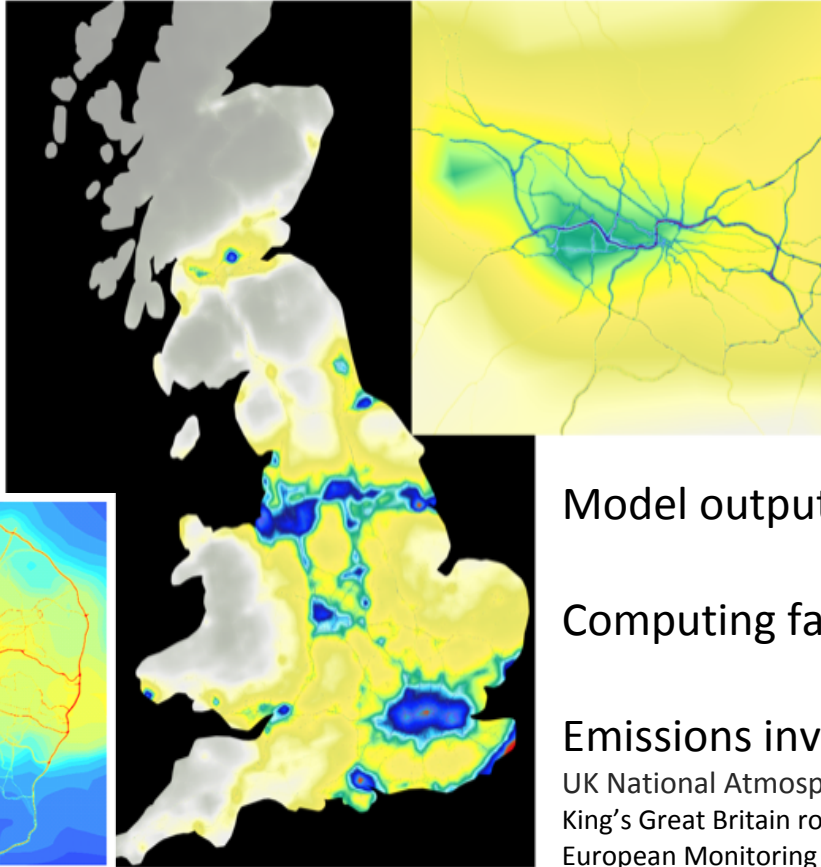 Model output
Computing fa
Emissions inv
UK National Atmosp
King's Great Britain ro
European Monitoring